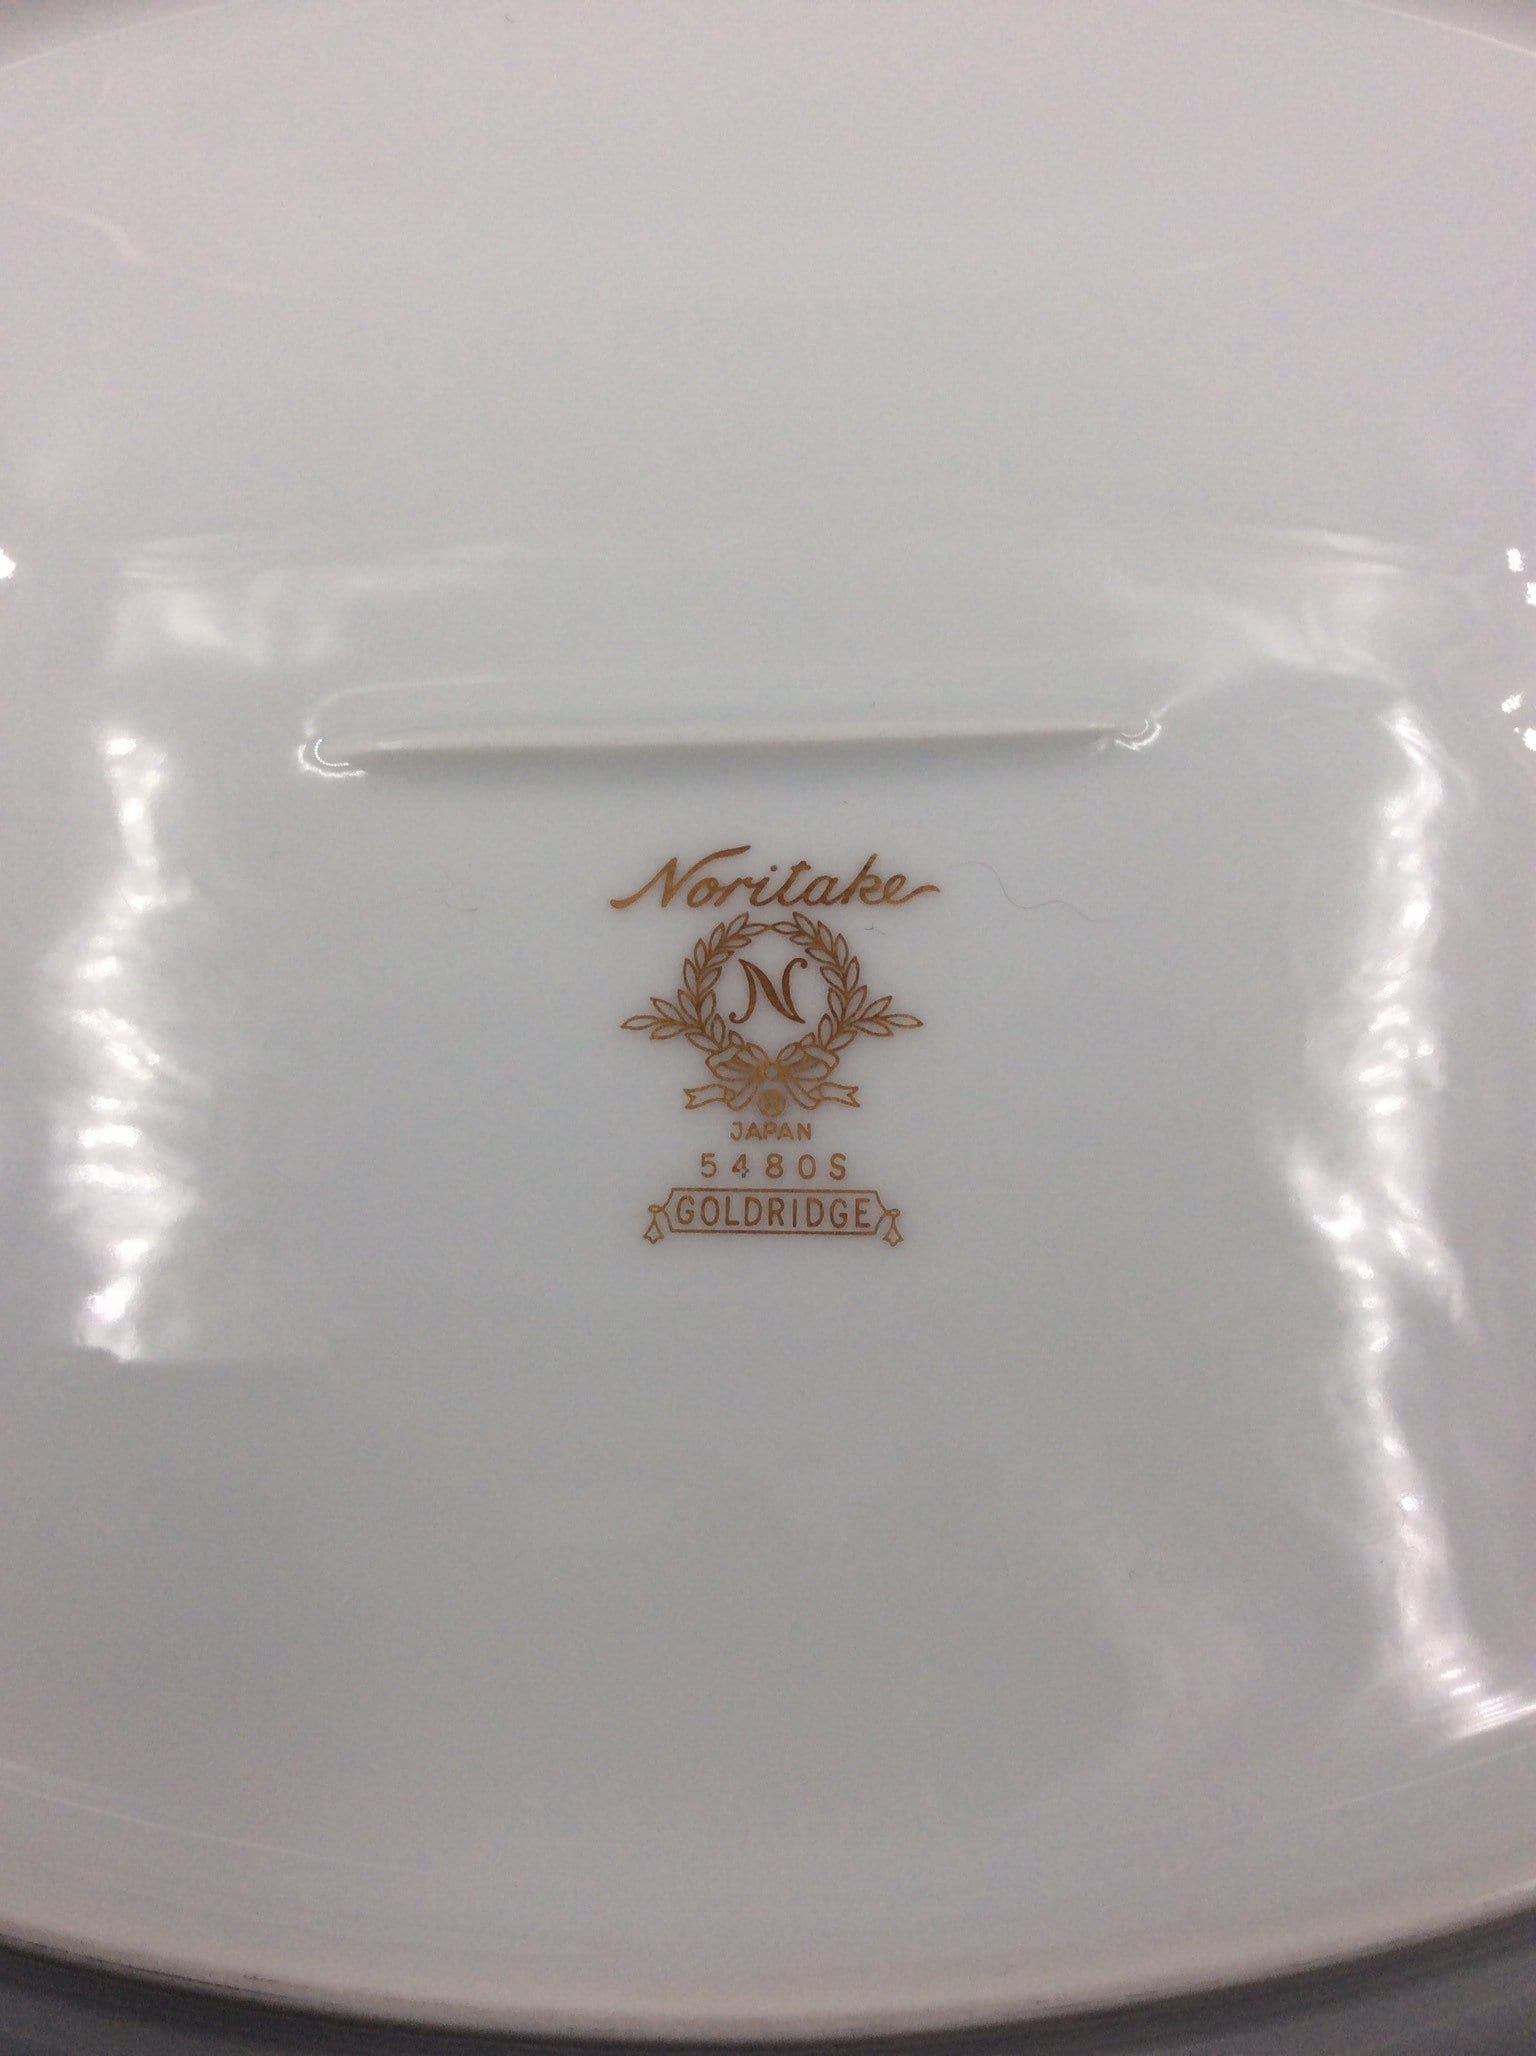 Noritake
N
®
JAPAN
5480S
GOLDRIDGE